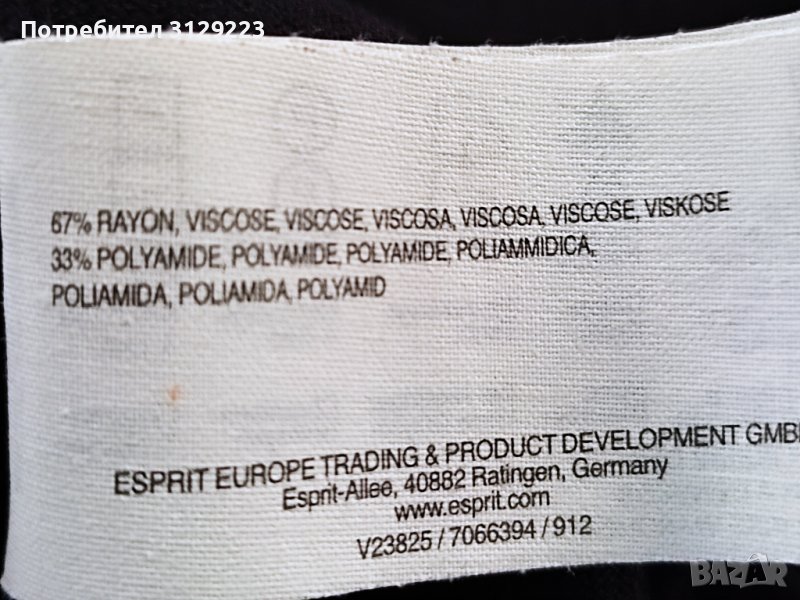 Потребител 3129223
67% RAYON, VISCOSE, VISCOSE, VISCOSA, VISCOSA, VISCOSE, VISKOSE
33% POLYAMIDE, POLYAMIDE, POLYAMIDE, POLIAMMIDICA,
POLIAMIDA, POLIAMIDA, POLYAMID
ESPRIT EUROPE TRADING & PRODUCT DEVELOPMENT GMB
Esprit-Allee, 40882 Ratingen, Germany
www.esprit.com
V23825 / 7066394 / 912
BAZAR